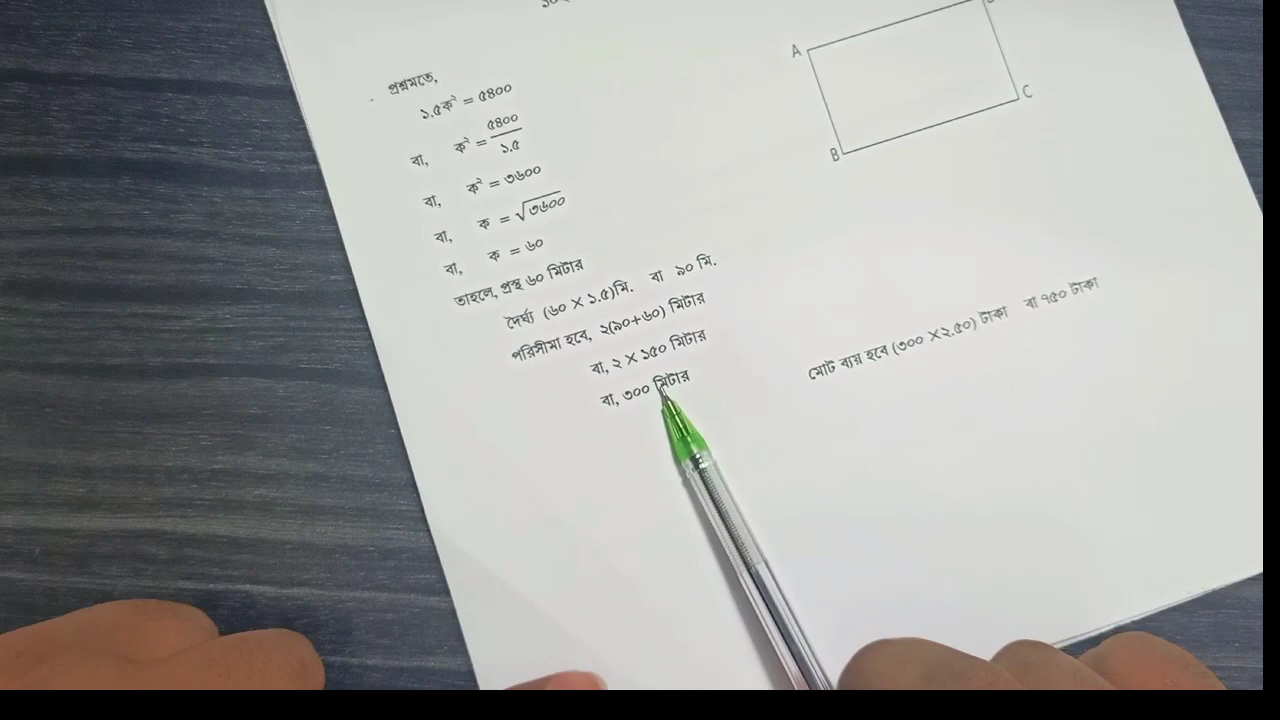 প্রশ্নমতে,
১.৫ক² = ৫৪০০
বা, ক² = ৫৪০০/১.৫
বা, ক² = ৩৬০০
বা, ক = √৩৬০০
বা, ক = ৬০
তাহলে, প্রস্থ ৬০ মিটার
দৈর্ঘ্য (৬০ X ১.৫)মি. বা ৯০ মি.
পরিসীমা হবে, ২(৯০+৬০) মিটার
বা, ২ X ১৫০ মিটার
বা, ৩০০ মিটার
A
B
C
মোট ব্যয় হবে (৩০০ X ২.৫০) টাকা বা ৭৫০ টাকা